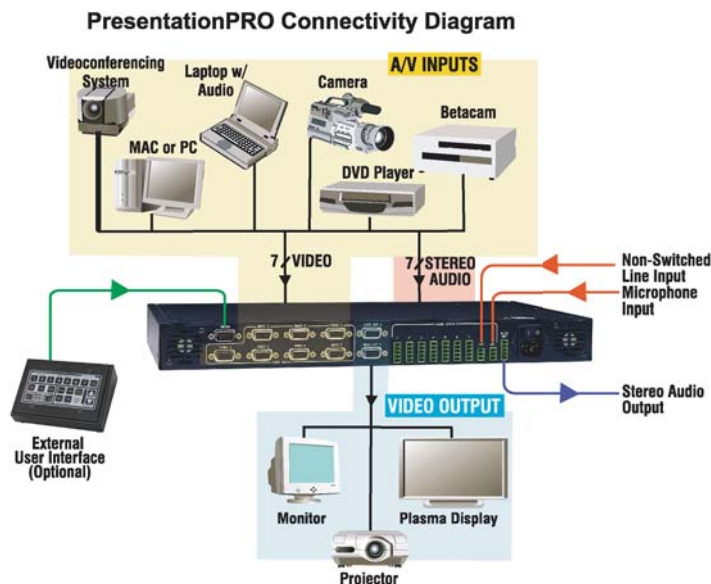 PresentationPRO Connectivity Diagram
A/V INPUTS
Videoconferencing
System
Laptop w/
Audio
Camera
Betacam
MAC or PC
DVD Player
7 VIDEO
7 STEREO
AUDIO
Non-Switched
Line Input
Microphone
Input
Stereo Audio
Output
External
User Interface
(Optional)
VIDEO OUTPUT
Monitor
Plasma Display
Projector